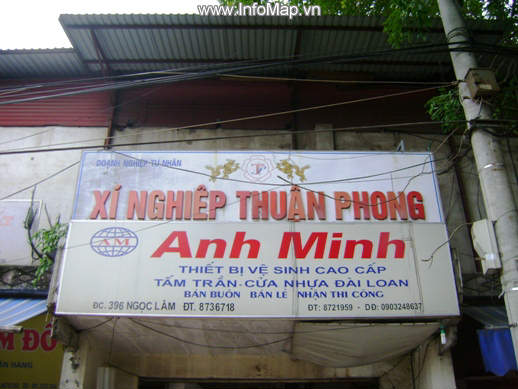 www.InfoMap.vn
DOANH NGHIỆP TƯ NHÂN
XÍ NGHIỆP THUẬN PHONG
AM
Anh Minh
THIẾT BỊ VỆ SINH CAO CẤP
TẤM TRẦN - CỬA NHỰA ĐÀI LOAN
BÁN BUÔN BÁN LẺ NHẬN THI CÔNG
ĐC. 396 NGỌC LÂM ĐT. 8736718
ĐT: 8721959 - DĐ: 0903248637
M ĐỒ